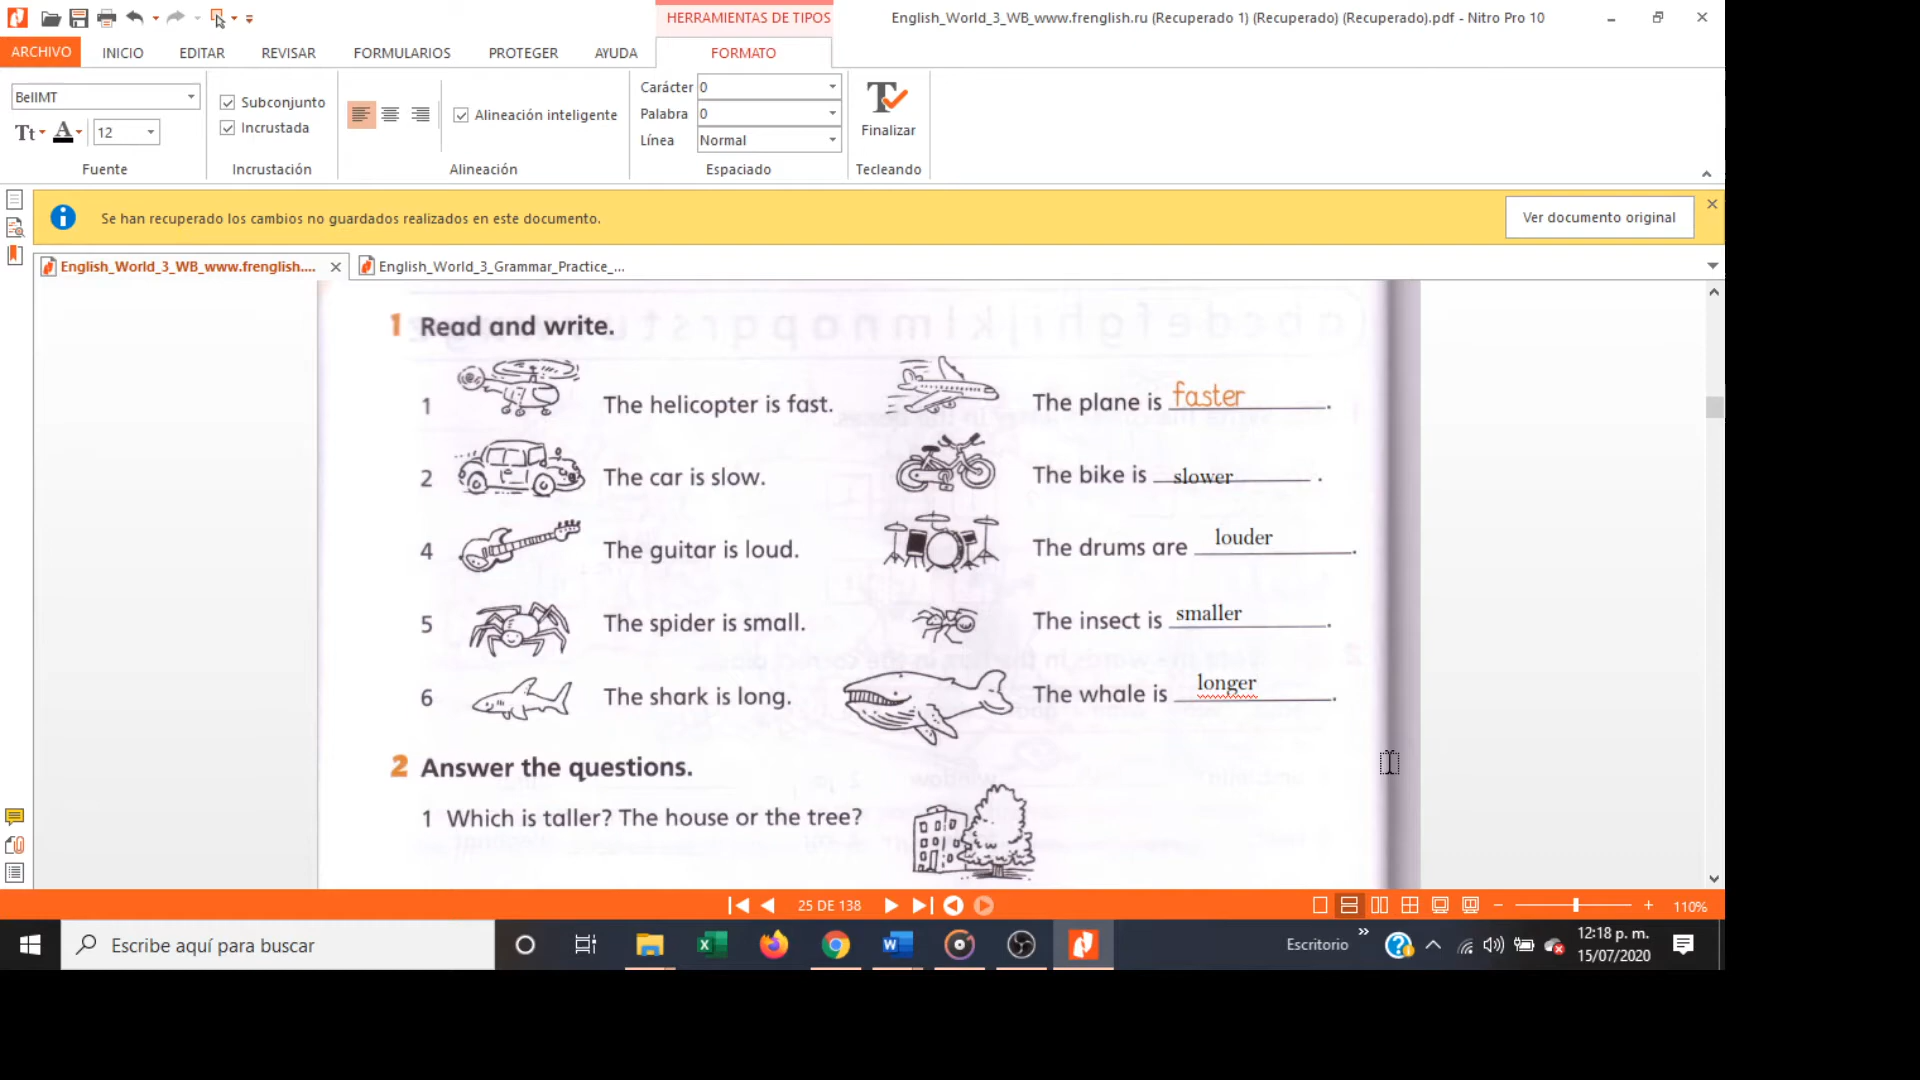 HERRAMIENTAS DE TIPOS
English_World_3_WB_www.frenglish.ru (Recuperado 1) (Recuperado) (Recuperado).pdf - Nitro Pro 10
ARCHIVO INICIO EDITAR REVISAR FORMULARIOS PROTEGER AYUDA FORMATO
BellMT
Subconjunto
Alineación inteligente
Carácter 0
Palabra 0
Tt A 12
Incrustada
Línea Normal
Finalizar
Fuente Incrustación Alineación Espaciado Tecleando
Se han recuperado los cambios no guardados realizados en este documento.
Ver documento original
English_World_3_WB_www.frenglish....
English_World_3_Grammar_Practice_...
1 Read and write.
1 The helicopter is fast. The plane is faster.
2 The car is slow. The bike is slower.
4 The guitar is loud. The drums are louder.
5 The spider is small. The insect is smaller.
6 The shark is long. The whale is longer.
2 Answer the questions.
1 Which is taller? The house or the tree?
25 DE 138
110%
Escribe aquí para buscar
Escritorio
12:18 p. m.
15/07/2020